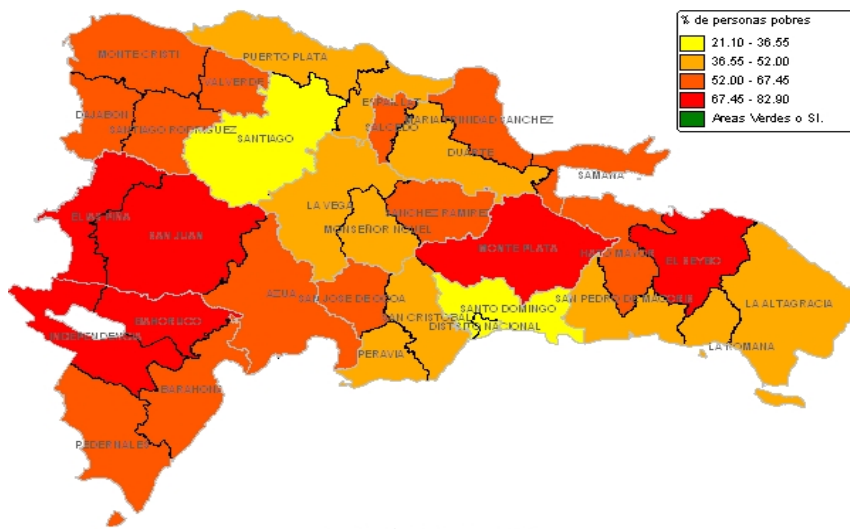 % de personas pobres
21.10 - 36.55
36.55 - 52.00
52.00 - 67.45
67.45 - 82.90
Areas Verdes o SI.
MONTE CRISTI
PUERTO PLATA
VALVERDE
ESPAILLAT
DAJABON
SANTIAGO RODRIGUEZ
SANTIAGO
SALCEDO
MARIA TRINIDAD SANCHEZ
DUARTE
SAMANA
LA VEGA
SANCHEZ RAMIREZ
ELIAS PIÑA
SAN JUAN
MONSEÑOR NOUEL
MONTE PLATA
HATO MAYOR
EL SEYBO
AZUA
SAN JOSE DE OCOA
SANTO DOMINGO
SAN PEDRO DE MACORIS
LA ALTAGRACIA
BAHORUCO
SAN CRISTOBAL
DISTRITO NACIONAL
INDEPENDENCIA
PERAVIA
LA ROMANA
BARAHONA
PEDERNALES